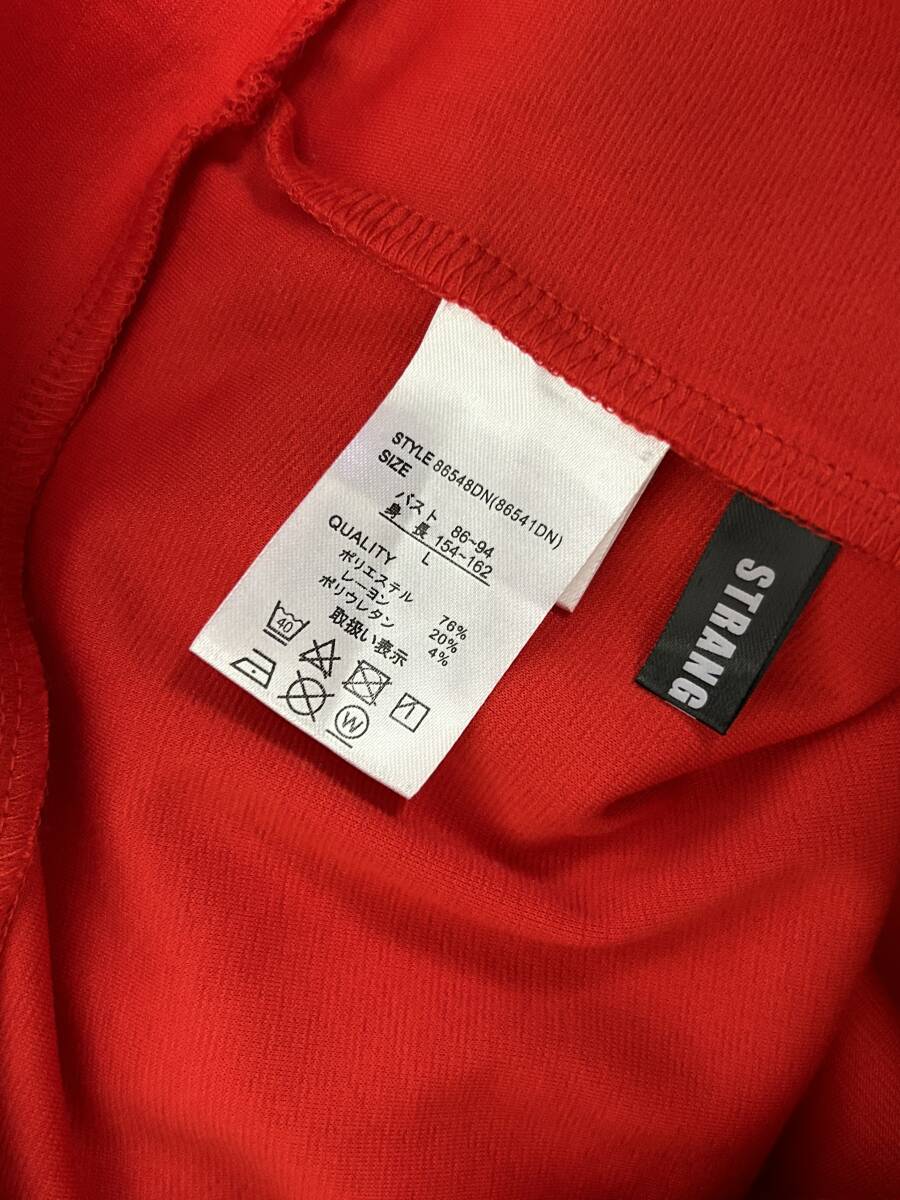 STYLE 86548DN(86541DN)
SIZE
バスト 86~94
身 長 154~162
L
QUALITY
ポリエステル 76%
レーヨン 20%
ポリウレタン 4%
取扱い表示
40
W
STRANG